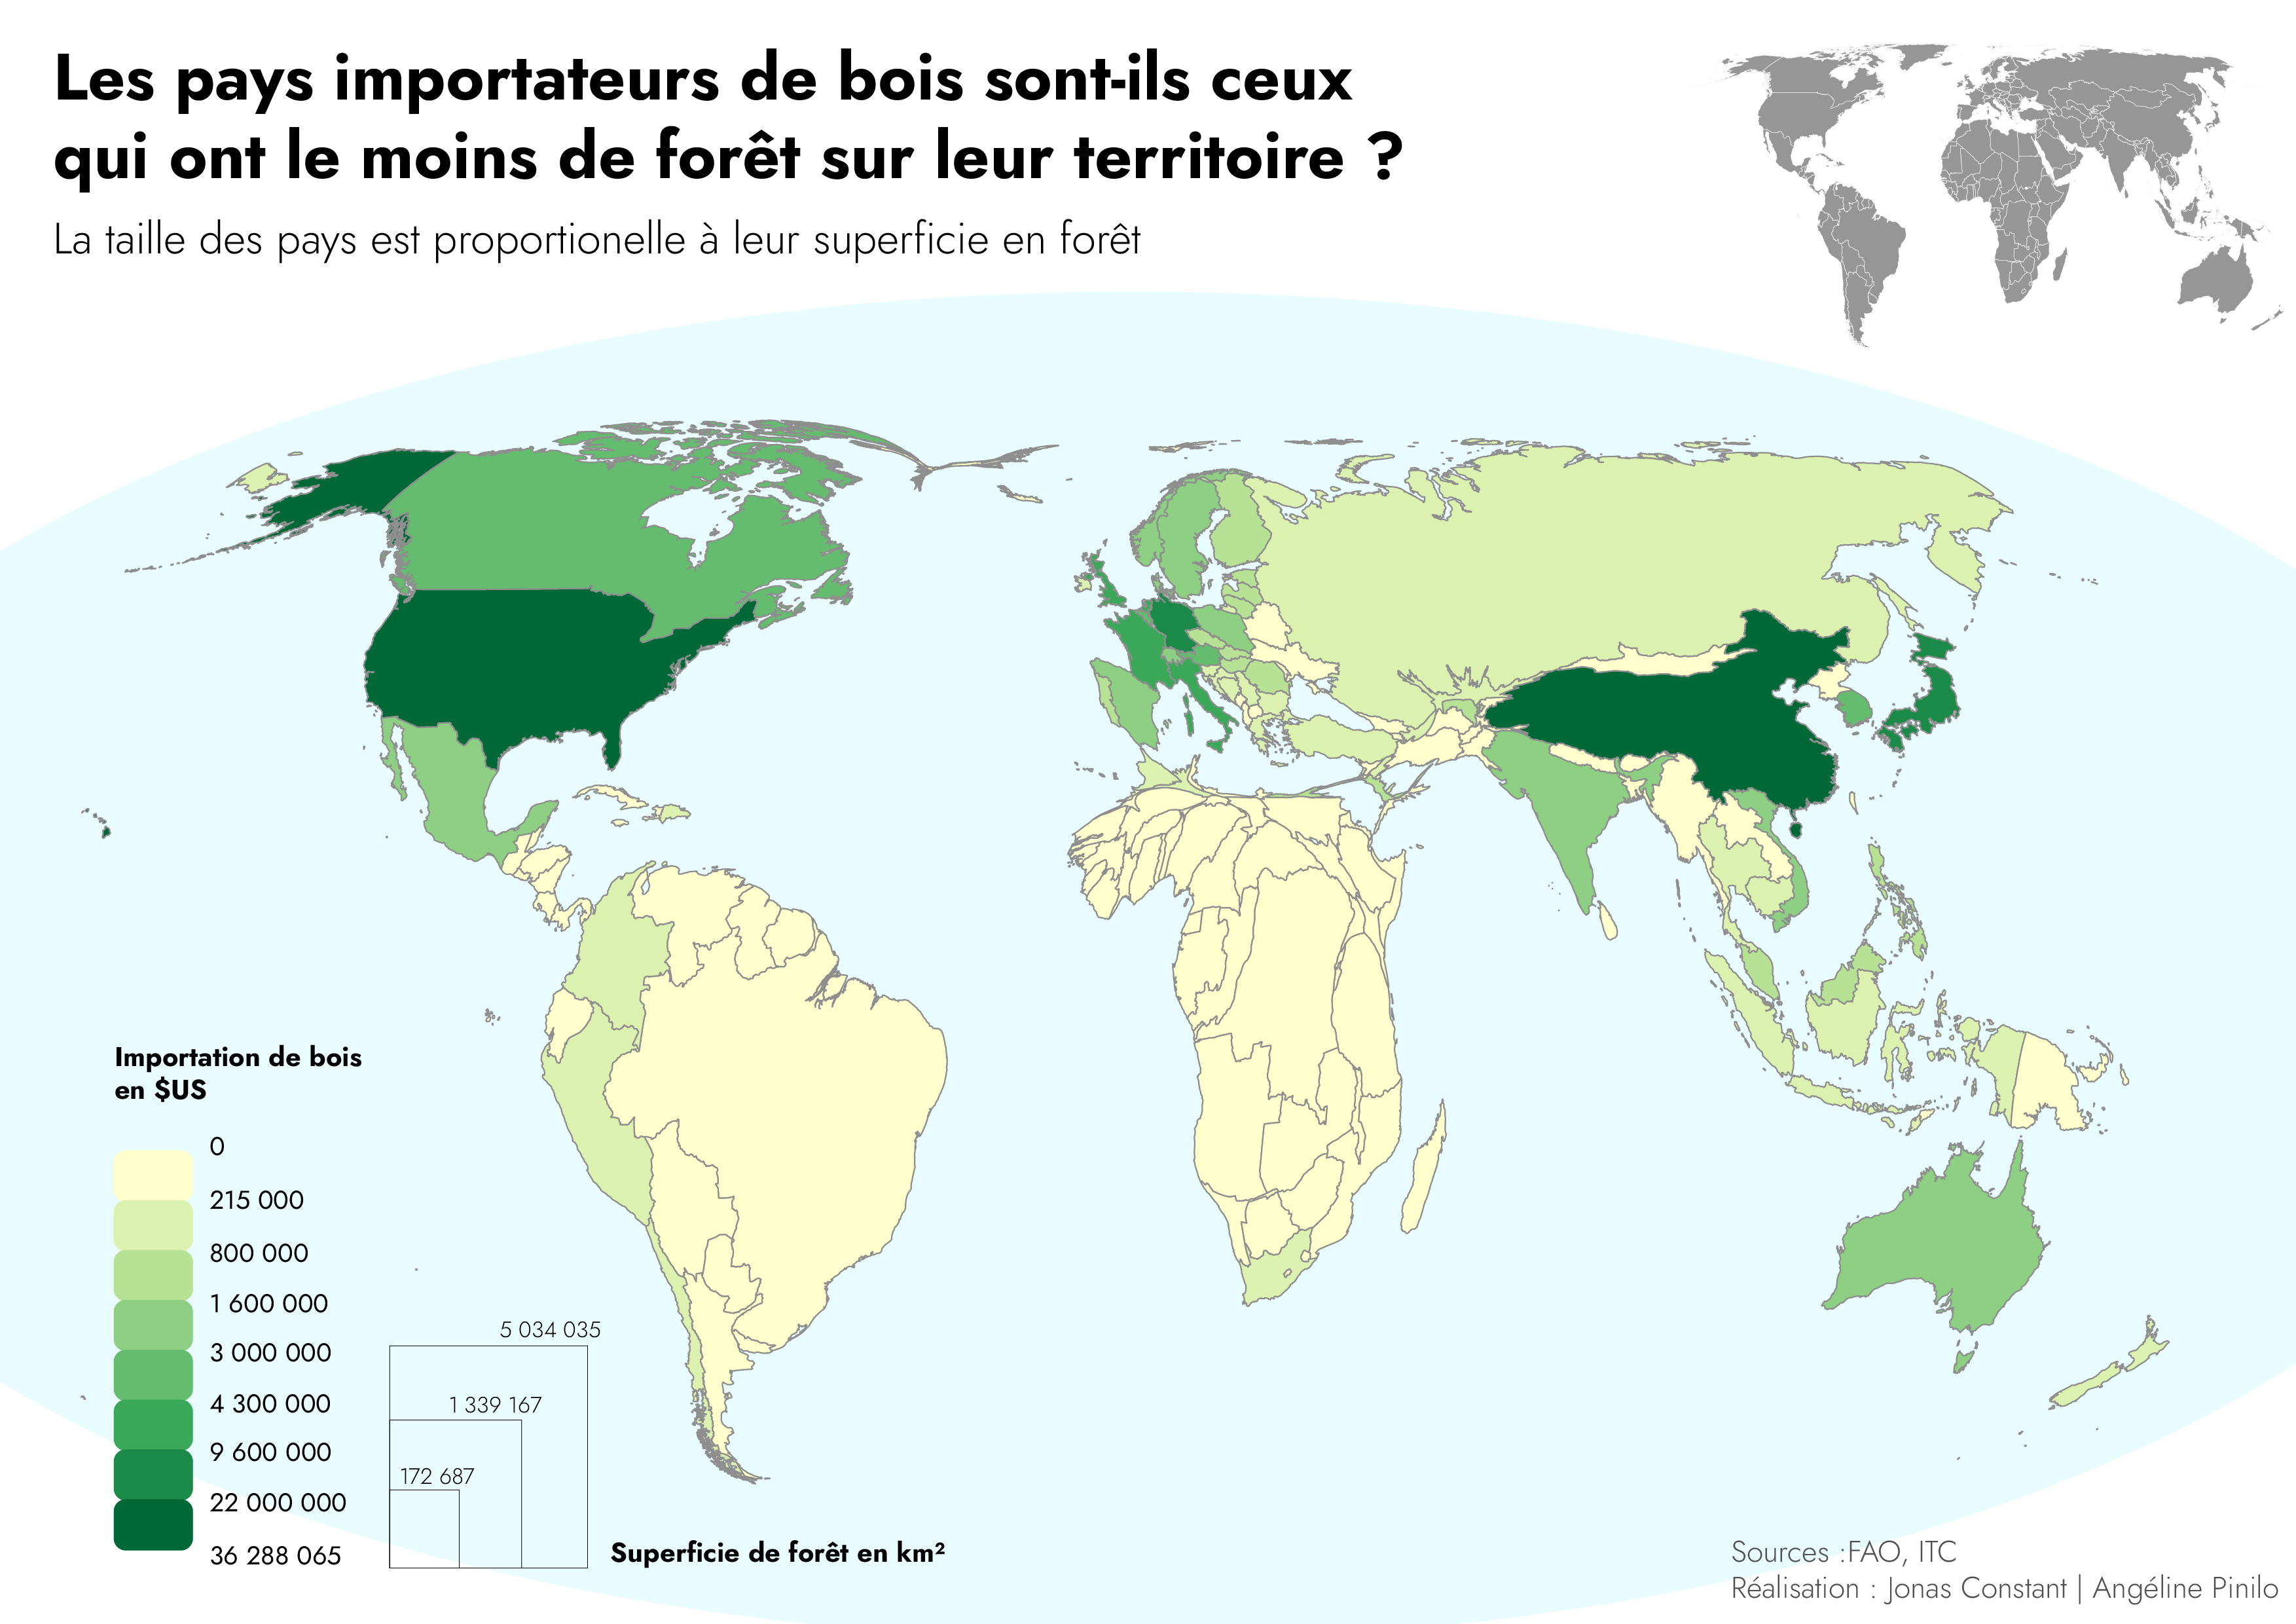 Les pays importateurs de bois sont-ils ceux
qui ont le moins de forêt sur leur territoire ?
La taille des pays est proportionelle à leur superficie en forêt
Importation de bois
en $US
0
215 000
800 000
1 600 000
3 000 000
4 300 000
9 600 000
22 000 000
36 288 065
5 034 035
1 339 167
172 687
Superficie de forêt en km²
Sources :FAO, ITC
Réalisation : Jonas Constant | Angéline Pinilo